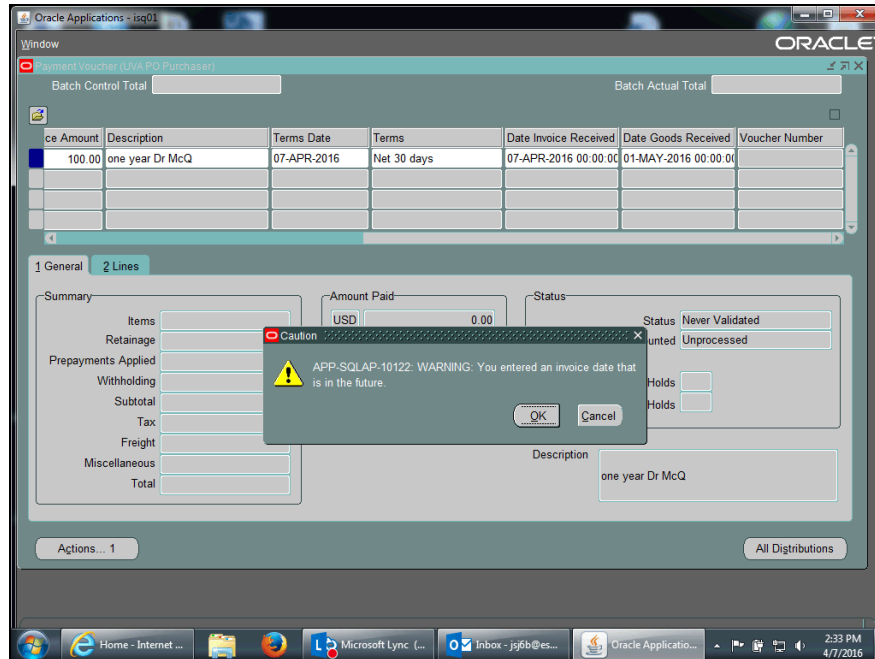 Oracle Applications - isq01
Window
ORACLE
Payment Voucher (UVA PO Purchaser)
Batch Control Total
Batch Actual Total
ce Amount Description Terms Date Terms Date Invoice Received Date Goods Received Voucher Number
100.00 one year Dr McQ 07-APR-2016 Net 30 days 07-APR-2016 00:00:00 01-MAY-2016 00:00:00
1 General 2 Lines
Summary
Items
Retainage
Prepayments Applied
Withholding
Subtotal
Tax
Freight
Miscellaneous
Total
Amount Paid
USD 0.00
Status
Status Never Validated
unted Unprocessed
Holds
Holds
Caution
APP-SQLAP-10122: WARNING: You entered an invoice date that
is in the future.
OK Cancel
Description
one year Dr McQ
Actions... 1
All Distributions
Home - Internet ...
Microsoft Lync (...
Inbox - jsj6b@es...
Oracle Applicatio...
2:33 PM
4/7/2016